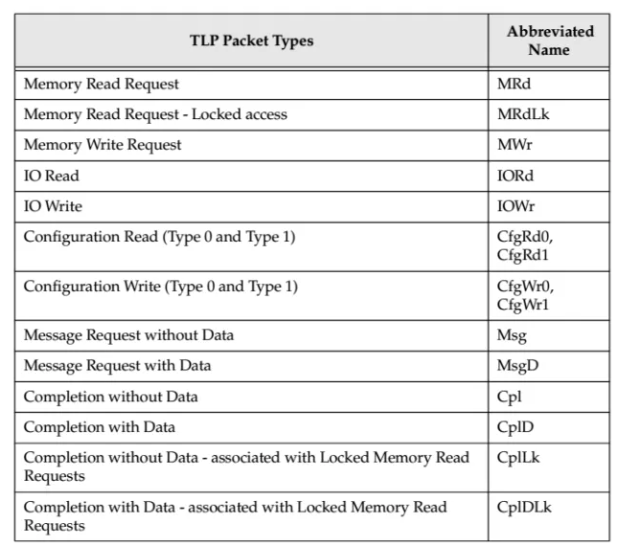 TLP Packet Types
Abbreviated
Name
Memory Read Request
MRd
Memory Read Request - Locked access
MRdLk
Memory Write Request
MWr
IO Read
IORd
IO Write
IOWr
Configuration Read (Type 0 and Type 1)
CfgRd0,
CfgRd1
Configuration Write (Type 0 and Type 1)
CfgWr0,
CfgWr1
Message Request without Data
Msg
Message Request with Data
MsgD
Completion without Data
Cpl
Completion with Data
CplD
Completion without Data - associated with Locked Memory Read
Requests
CplLk
Completion with Data - associated with Locked Memory Read
Requests
CplDLk